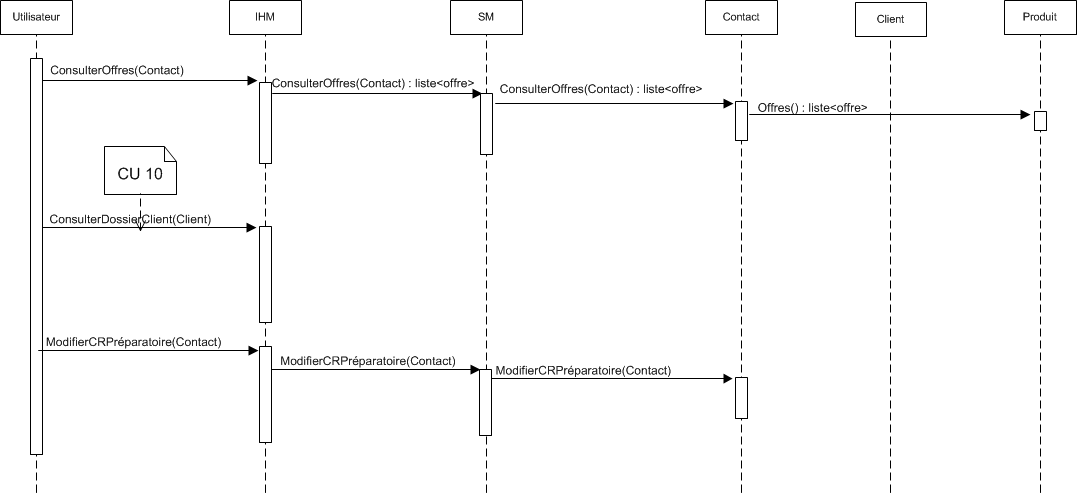 Utilisateur
IHM
SM
Contact
Client
Produit
ConsulterOffres(Contact)
ConsulterOffres(Contact) : liste<offre>
ConsulterOffres(Contact) : liste<offre>
Offres() : liste<offre>
CU 10
ConsulterDossierClient(Client)
ModifierCRPréparatoire(Contact)
ModifierCRPréparatoire(Contact)
ModifierCRPréparatoire(Contact)